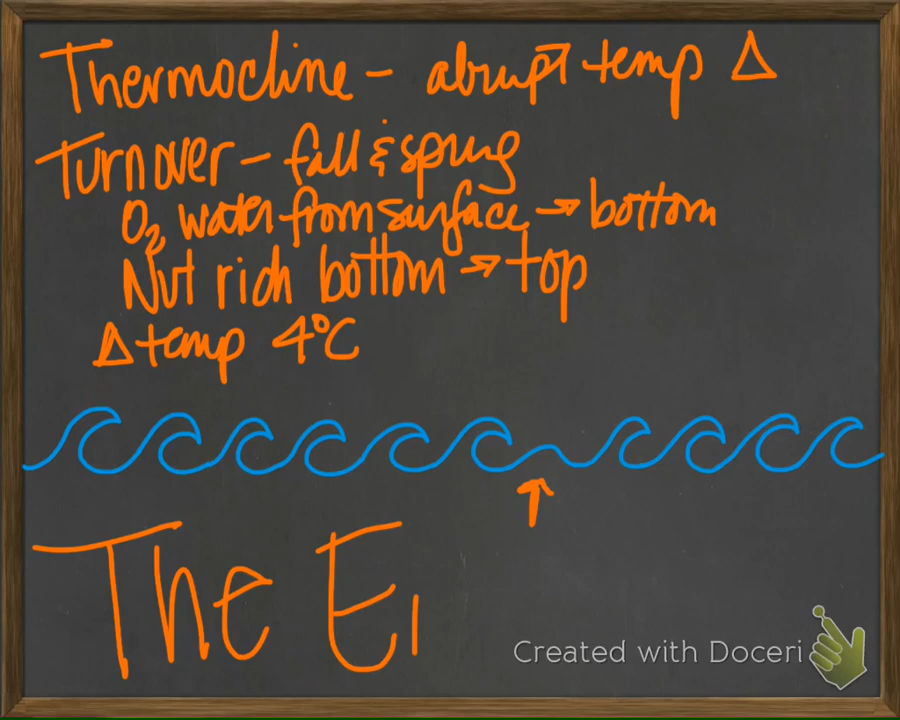 Thermocline - abrupt temp Δ
Turnover - fall & spring
O₂ water from surface → bottom
Nut rich bottom → top
Δ temp 4°C
↑
The E
Created with Doceri